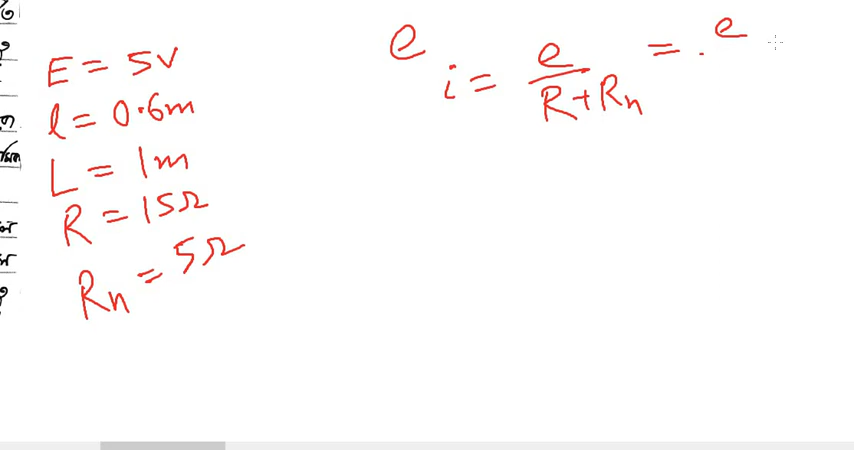 E = 5V
l = 0.6m
L = 1m
R = 15Ω
Rn = 5Ω
e
i = e / R + Rn = . e